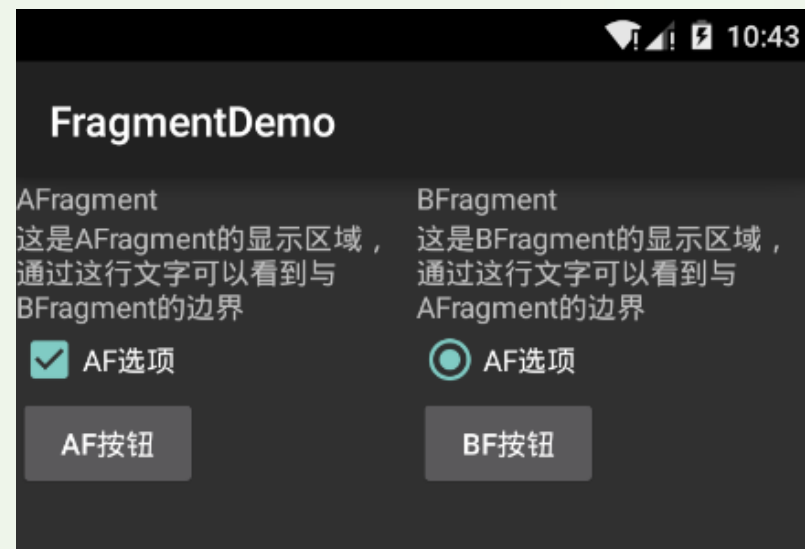 10:43
FragmentDemo
AFragment
这是AFragment的显示区域，
通过这行文字可以看到与
BFragment的边界
AF选项
AF按钮
BFragment
这是BFragment的显示区域，
通过这行文字可以看到与
AFragment的边界
AF选项
BF按钮